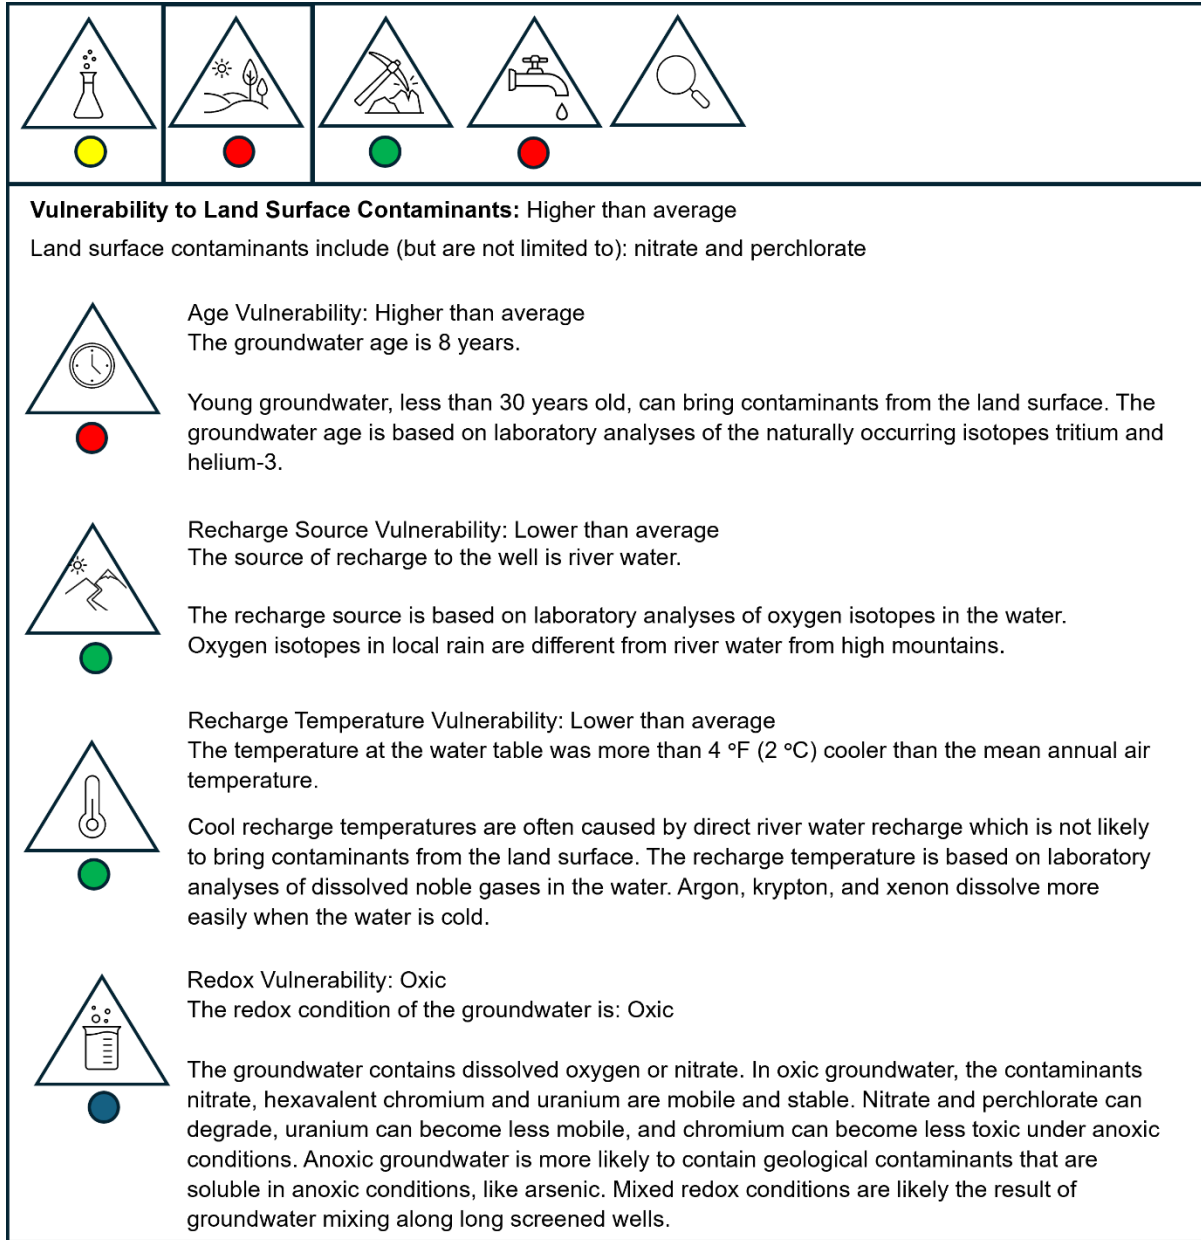 Vulnerability to Land Surface Contaminants: Higher than average
Land surface contaminants include (but are not limited to): nitrate and perchlorate
Age Vulnerability: Higher than average
The groundwater age is 8 years.
Young groundwater, less than 30 years old, can bring contaminants from the land surface. The
groundwater age is based on laboratory analyses of the naturally occurring isotopes tritium and
helium-3.
Recharge Source Vulnerability: Lower than average
The source of recharge to the well is river water.
The recharge source is based on laboratory analyses of oxygen isotopes in the water.
Oxygen isotopes in local rain are different from river water from high mountains.
Recharge Temperature Vulnerability: Lower than average
The temperature at the water table was more than 4 ºF (2 ºC) cooler than the mean annual air
temperature.
Cool recharge temperatures are often caused by direct river water recharge which is not likely
to bring contaminants from the land surface. The recharge temperature is based on laboratory
analyses of dissolved noble gases in the water. Argon, krypton, and xenon dissolve more
easily when the water is cold.
Redox Vulnerability: Oxic
The redox condition of the groundwater is: Oxic
The groundwater contains dissolved oxygen or nitrate. In oxic groundwater, the contaminants
nitrate, hexavalent chromium and uranium are mobile and stable. Nitrate and perchlorate can
degrade, uranium can become less mobile, and chromium can become less toxic under anoxic
conditions. Anoxic groundwater is more likely to contain geological contaminants that are
soluble in anoxic conditions, like arsenic. Mixed redox conditions are likely the result of
groundwater mixing along long screened wells.